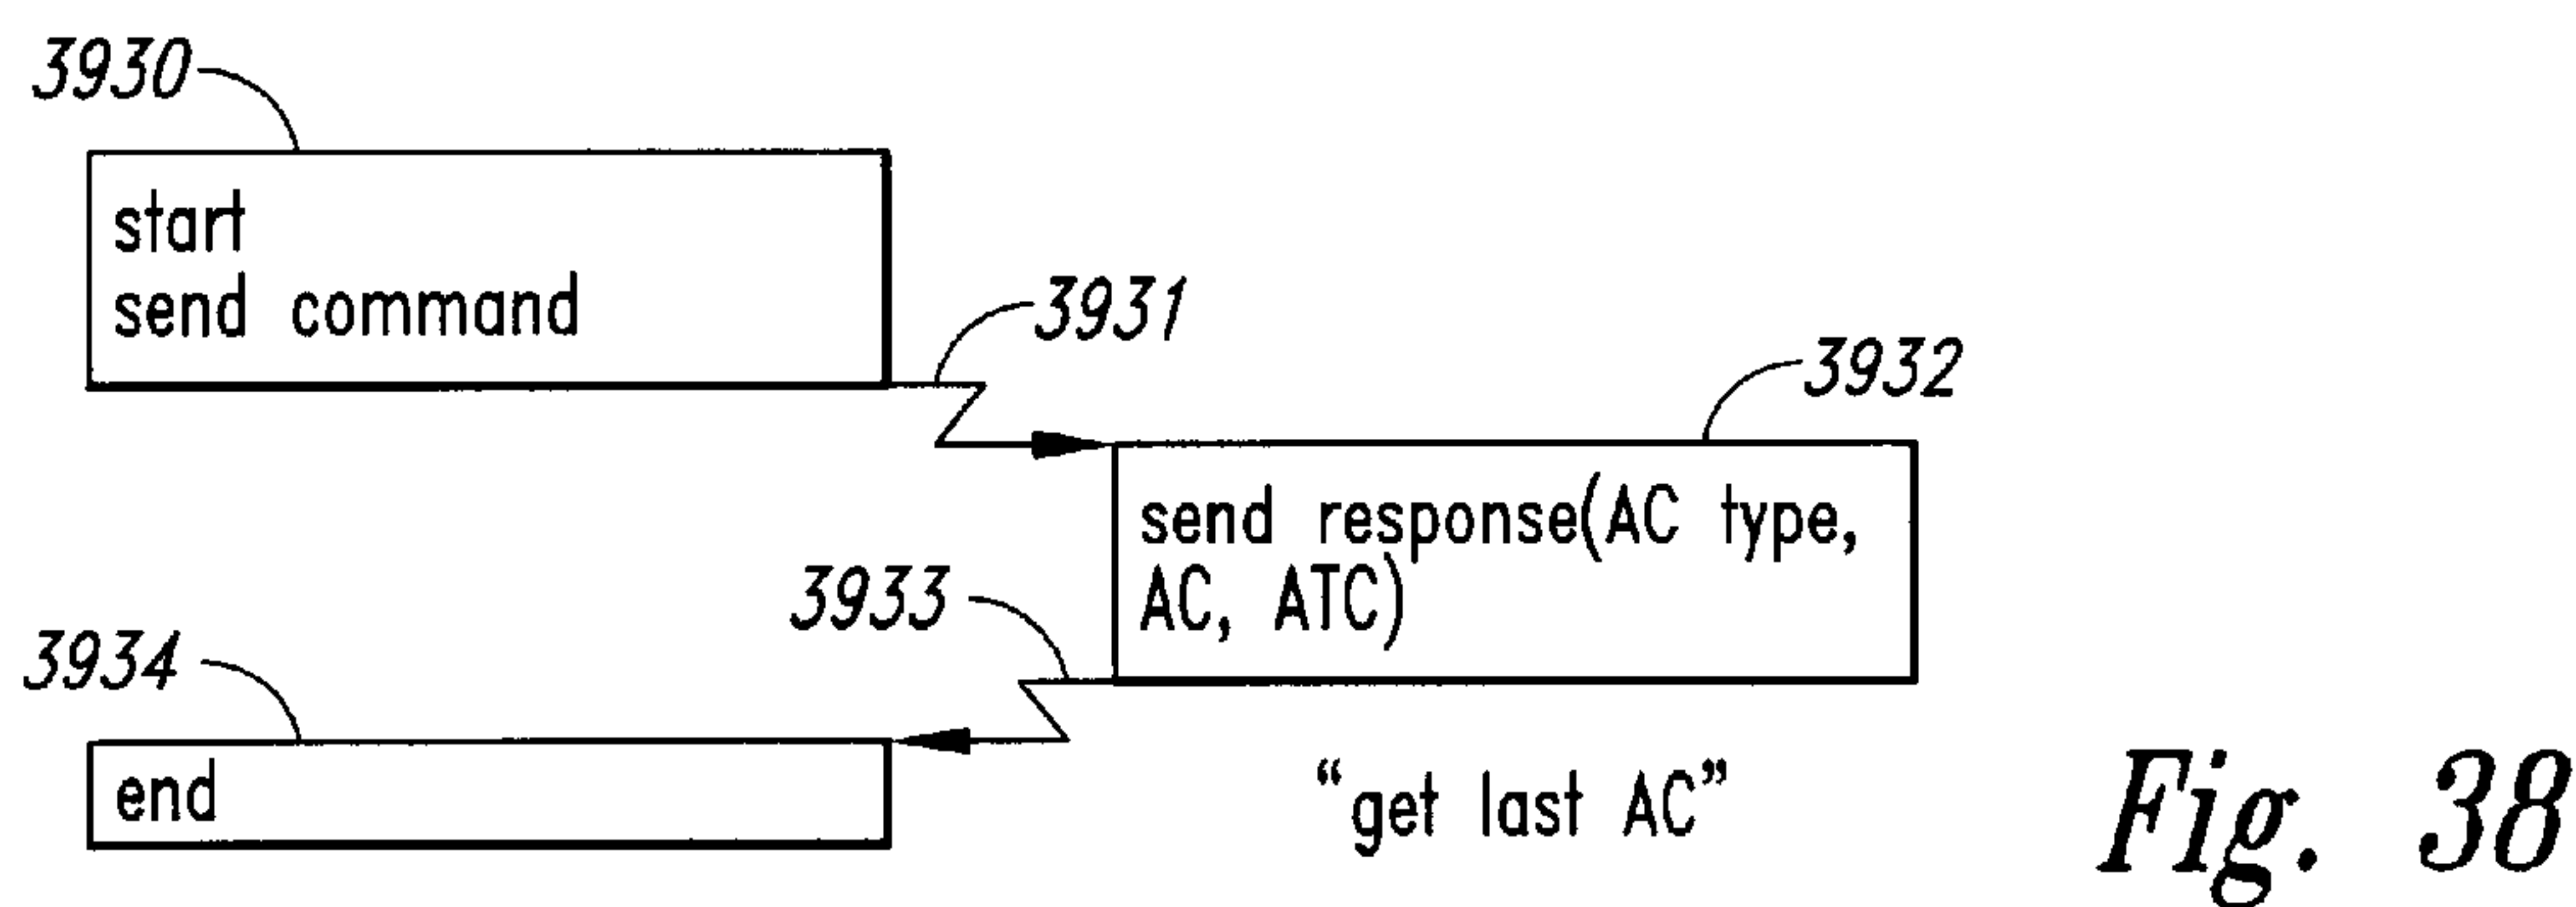 3930
start
send command
3931
3932
send response(AC type,
AC, ATC)
3933
3934
end
“get last AC”
Fig. 38